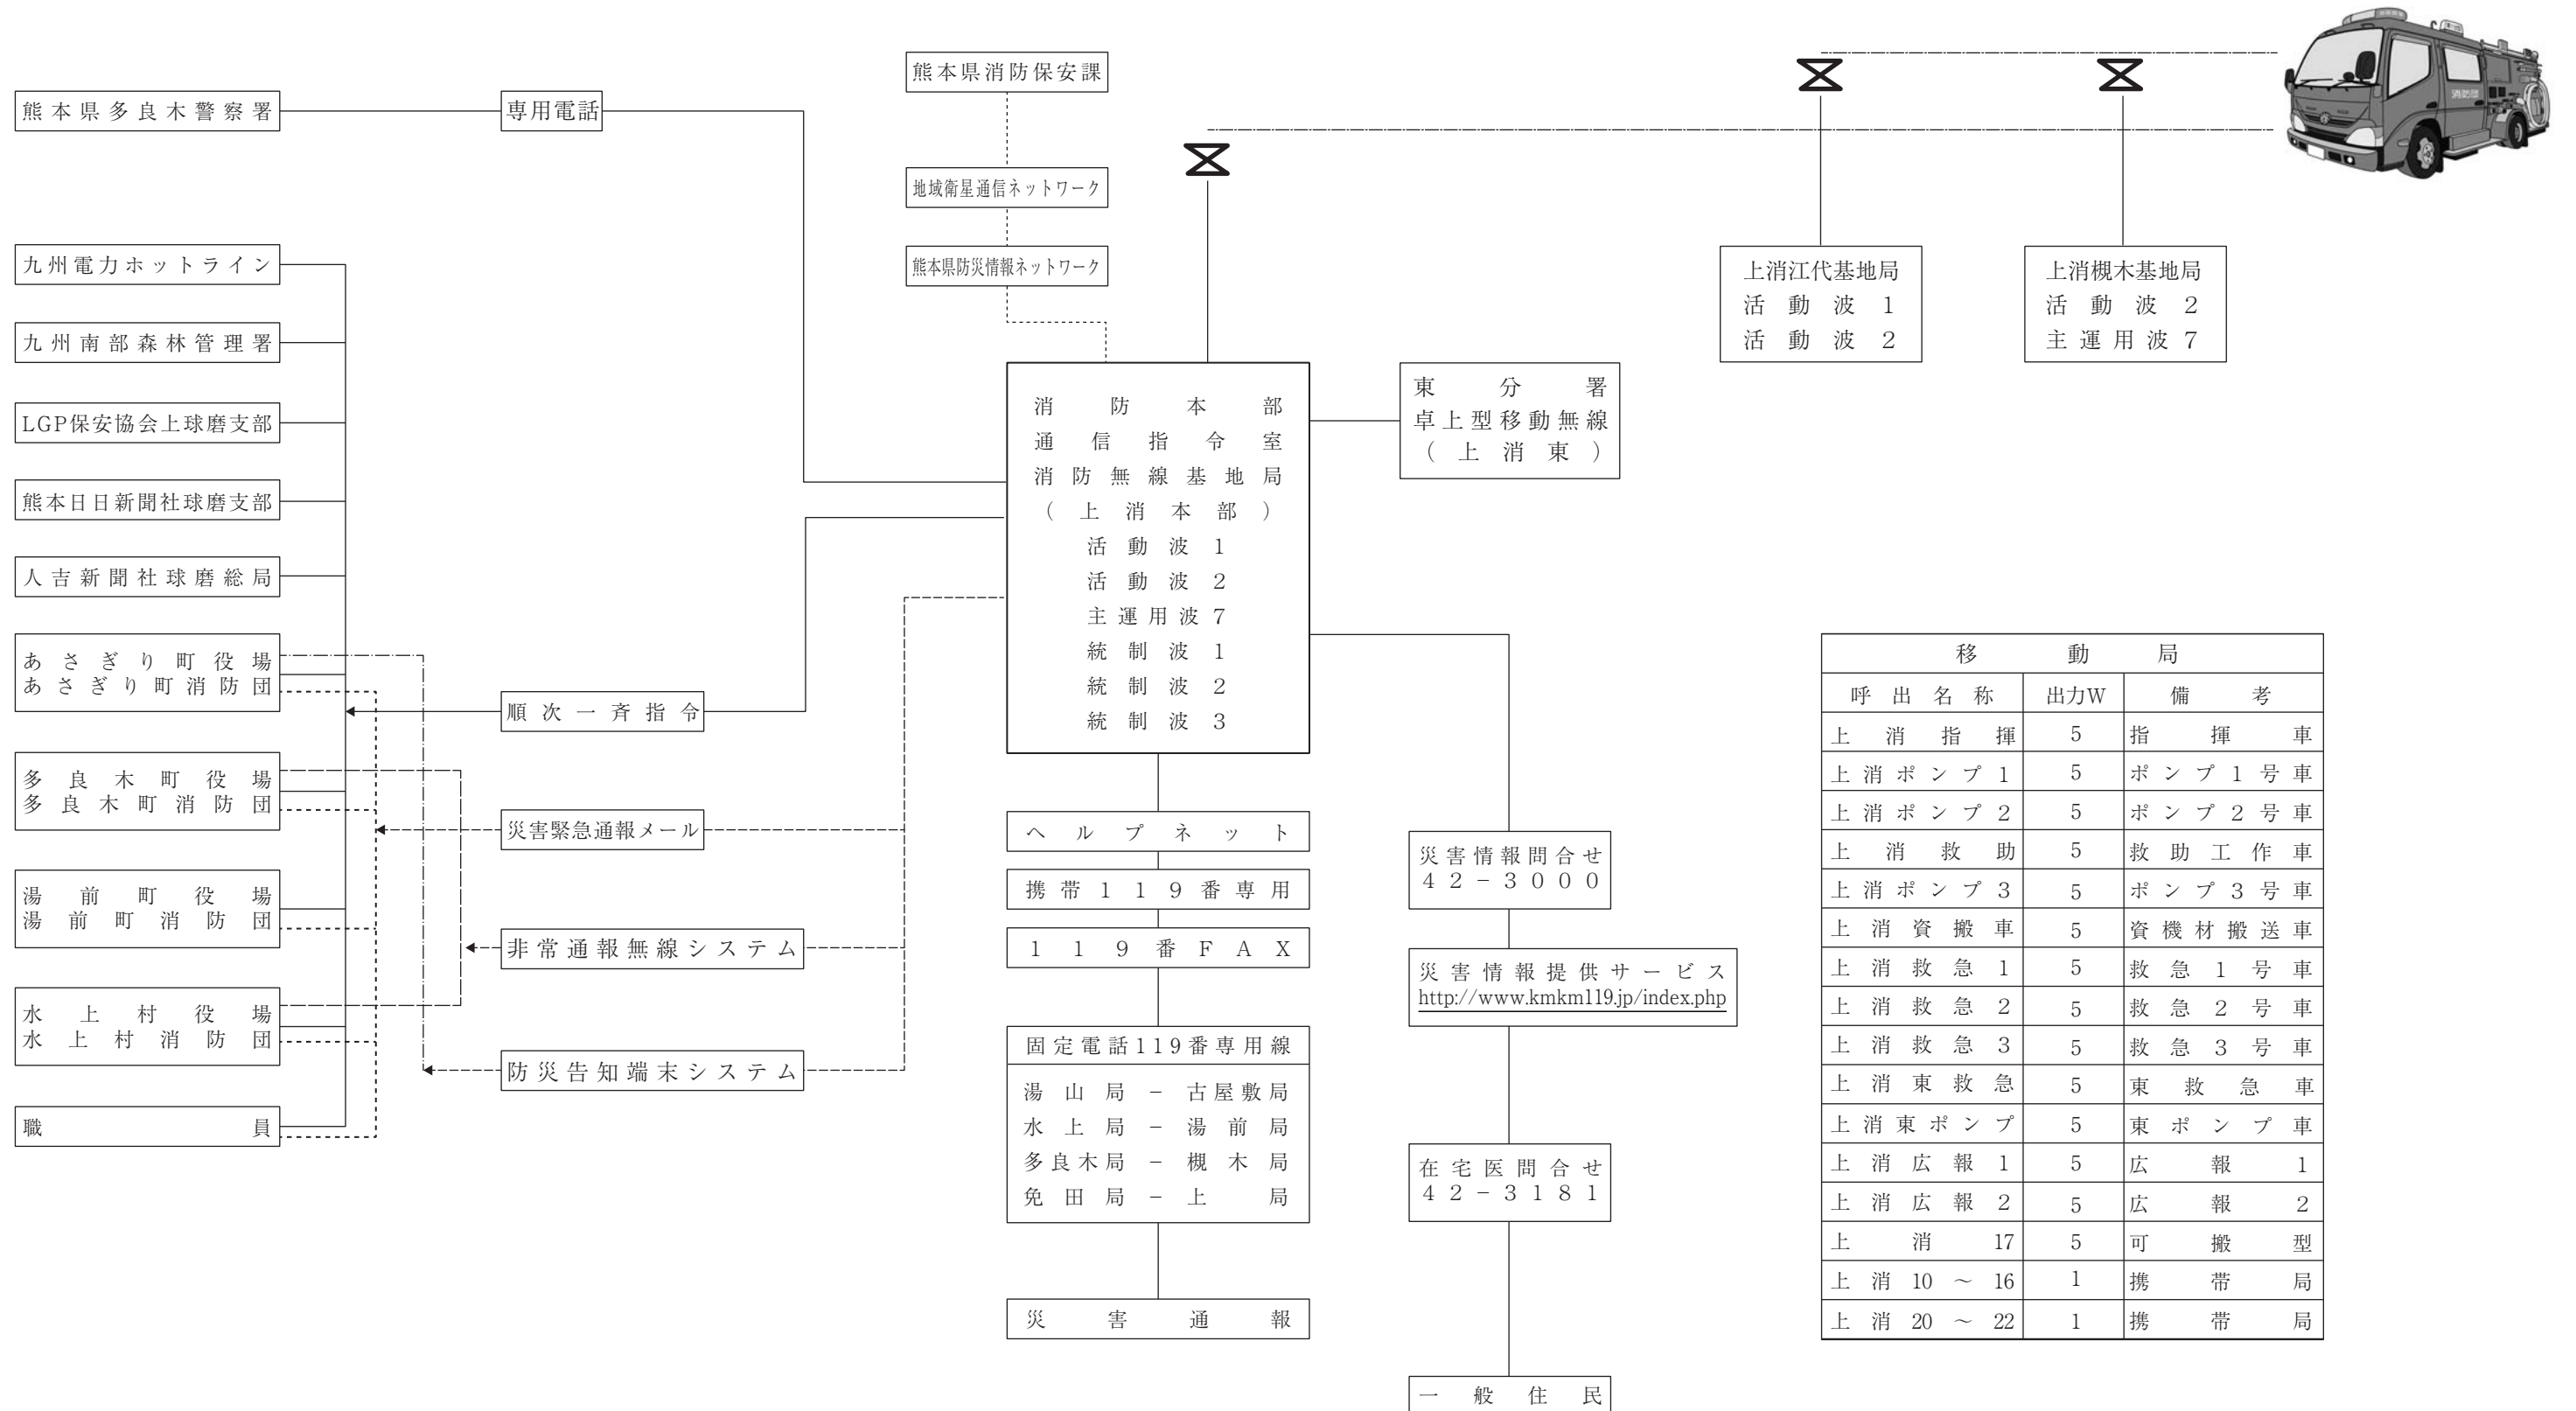 熊本県消防保安課
熊本県多良木警察署
専用電話
地域衛星通信ネットワーク
熊本県防災情報ネットワーク
九州電力ホットライン
九州南部森林管理署
LGP保安協会上球磨支部
熊本日日新聞社球磨支部
人吉新聞社球磨総局
あさぎり町役場
あさぎり町消防団
多良木町役場
多良木町消防団
湯前町役場
湯前町消防団
水上村役場
水上村消防団
職員
順次一斉指令
災害緊急通報メール
非常通報無線システム
防災告知端末システム
消防本部
通信指令室
消防無線基地局
(上消本部)
活動波1
活動波2
主運用波7
統制波1
統制波2
統制波3
ヘルプネット
携帯119番専用
119番FAX
固定電話119番専用線
湯山局－古屋敷局
水上局－湯前局
多良木局－槻木局
免田局－上局
災害通報
東分署
卓上型移動無線
(上消東)
災害情報問合せ
42－3000
災害情報提供サービス
http://www.kmkm119.jp/index.php
在宅医問合せ
42－3181
一般住民
上消江代基地局
活動波1
活動波2
上消槻木基地局
活動波2
主運用波7
移動局
呼出名称 出力W 備考
上消指揮 5 指揮車
上消ポンプ1 5 ポンプ1号車
上消ポンプ2 5 ポンプ2号車
上消救助 5 救助工作車
上消ポンプ3 5 ポンプ3号車
上消資搬車 5 資機材搬送車
上消救急1 5 救急1号車
上消救急2 5 救急2号車
上消救急3 5 救急3号車
上消東救急 5 東救急車
上消東ポンプ 5 東ポンプ車
上消広報1 5 広報1
上消広報2 5 広報2
上消17 5 可搬型
上消10～16 1 携帯局
上消20～22 1 携帯局